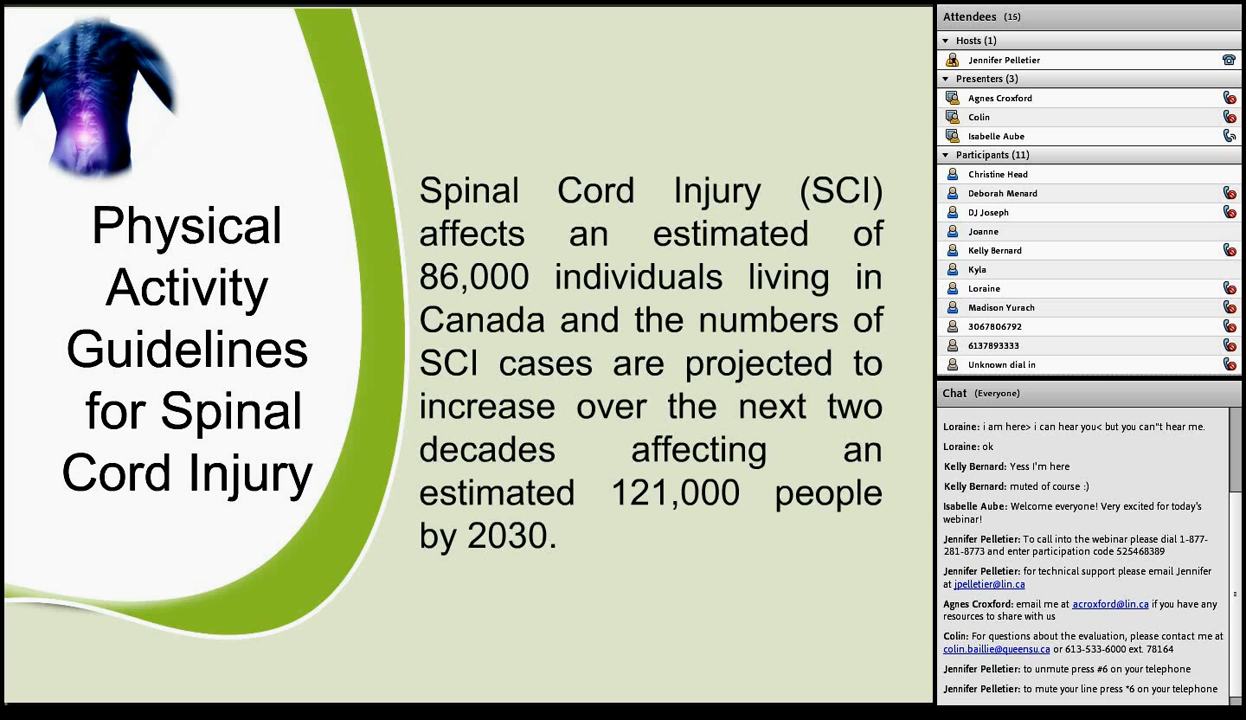 Physical
Activity
Guidelines
for Spinal
Cord Injury
Spinal Cord Injury (SCI)
affects an estimated of
86,000 individuals living in
Canada and the numbers of
SCI cases are projected to
increase over the next two
decades affecting an
estimated 121,000 people
by 2030.
Attendees (15)
Hosts (1)
Jennifer Pelletier
Presenters (3)
Agnes Croxford
Colin
Isabelle Aube
Participants (11)
Christine Head
Deborah Menard
DJ Joseph
Joanne
Kelly Bernard
Kyla
Loraine
Madison Yurach
3067806792
6137893333
Unknown dial in
Chat (Everyone)
Loraine: i am here> i can hear you< but you can"t hear me.
Loraine: ok
Kelly Bernard: Yess I'm here
Kelly Bernard: muted of course :)
Isabelle Aube: Welcome everyone! Very excited for today's
webinar!
Jennifer Pelletier: To call into the webinar please dial 1-877-
281-8773 and enter participation code 525468389
Jennifer Pelletier: for technical support please email Jennifer
at jpelletier@lin.ca
Agnes Croxford: email me at acroxford@lin.ca if you have any
resources to share with us
Colin: For questions about the evaluation, please contact me at
colin.baillie@queensu.ca or 613-533-6000 ext. 78164
Jennifer Pelletier: to unmute press #6 on your telephone
Jennifer Pelletier: to mute your line press *6 on your telephone